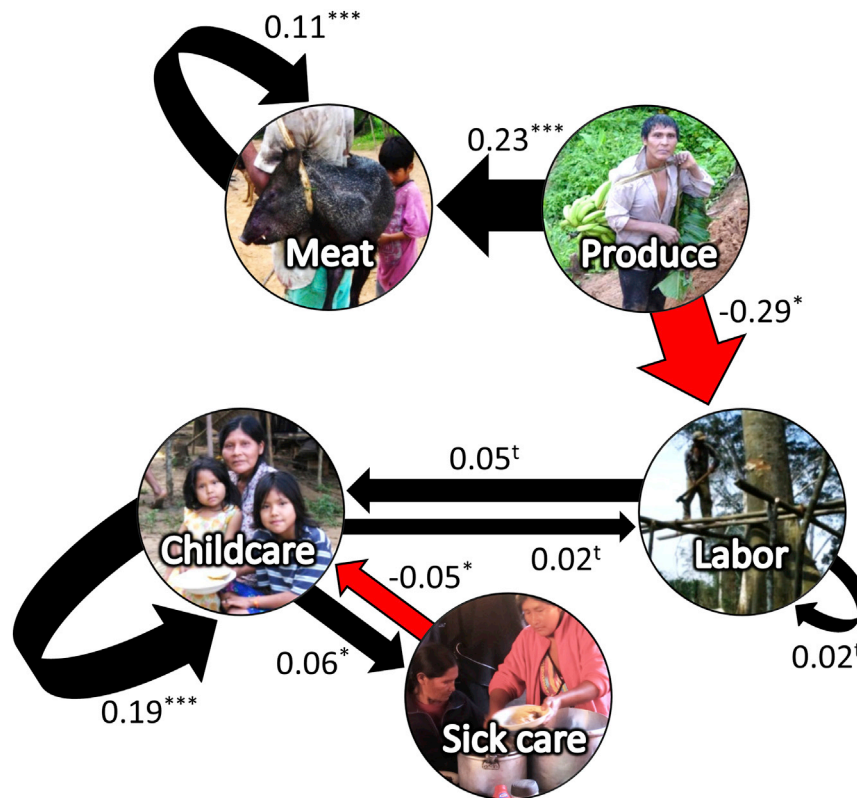 0.11***
0.23***
Meat
Produce
-0.29*
0.05ᵗ
Childcare
Labor
0.02ᵗ
-0.05*
0.06*
0.02ᵗ
0.19***
Sick care